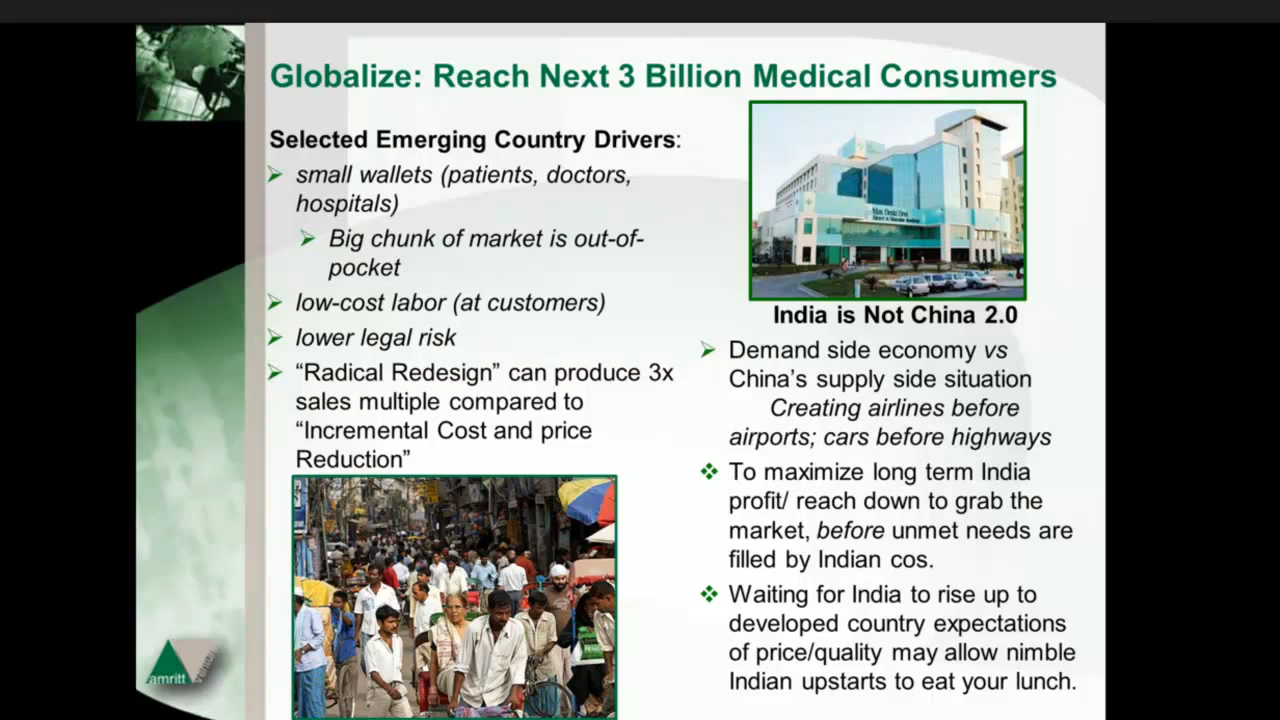 Globalize: Reach Next 3 Billion Medical Consumers
Selected Emerging Country Drivers:
small wallets (patients, doctors,
hospitals)
Big chunk of market is out-of-
pocket
low-cost labor (at customers)
lower legal risk
“Radical Redesign” can produce 3x
sales multiple compared to
“Incremental Cost and price
Reduction”
India is Not China 2.0
Demand side economy vs
China’s supply side situation
Creating airlines before
airports; cars before highways
To maximize long term India
profit/ reach down to grab the
market, before unmet needs are
filled by Indian cos.
Waiting for India to rise up to
developed country expectations
of price/quality may allow nimble
Indian upstarts to eat your lunch.
amritt